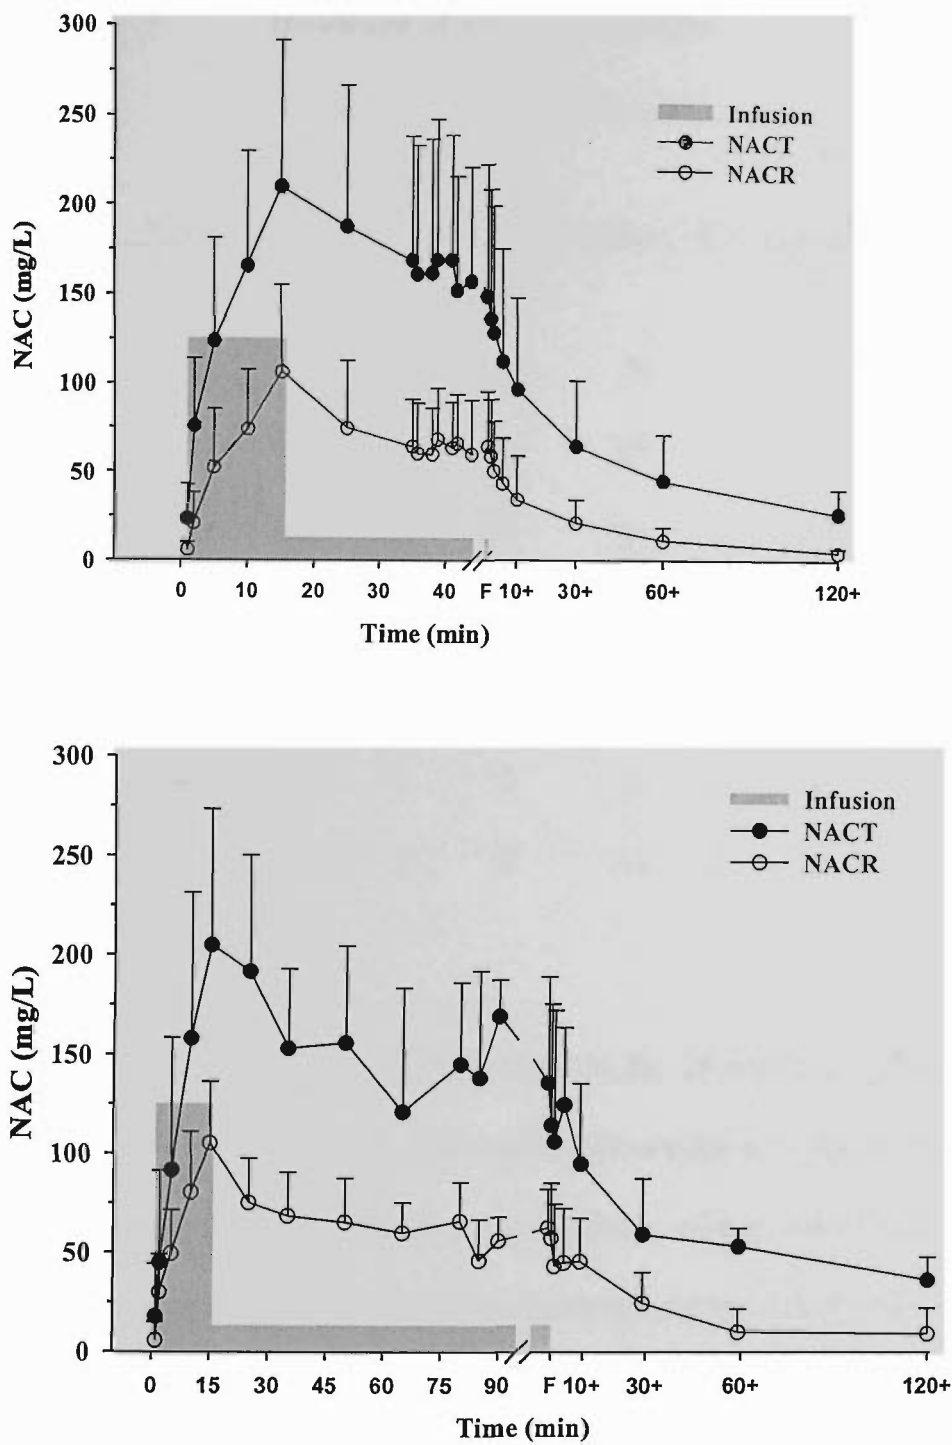 300
250
200
150
100
50
0
NAC (mg/L)
Infusion
NACT
NACR
0 10 20 30 40 F 10+ 30+ 60+ 120+
Time (min)
300
250
200
150
100
50
0
NAC (mg/L)
Infusion
NACT
NACR
0 15 30 45 60 75 90 F 10+ 30+ 60+ 120+
Time (min)